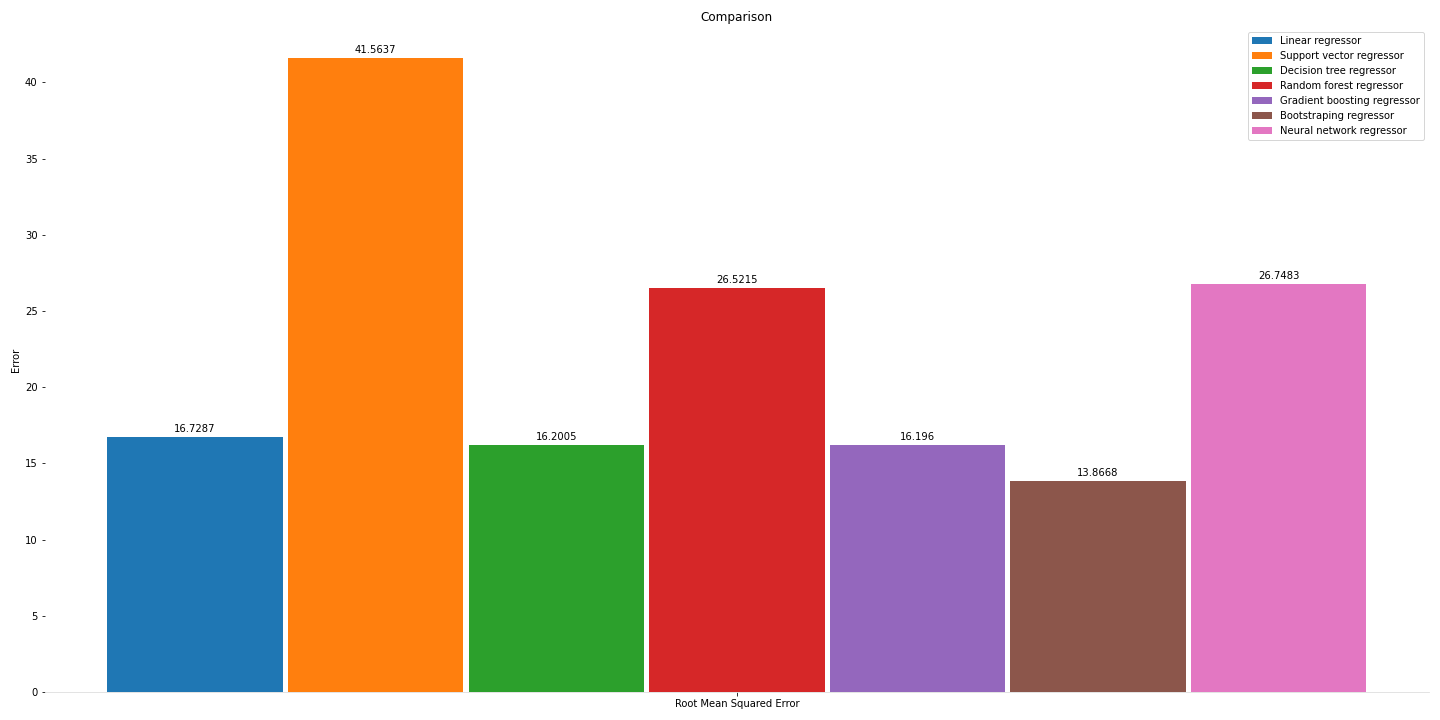 Comparison
Linear regressor
Support vector regressor
Decision tree regressor
Random forest regressor
Gradient boosting regressor
Bootstraping regressor
Neural network regressor
41.5637
26.5215
26.7483
16.7287
16.2005
16.196
13.8668
Error
40
35
30
25
20
15
10
5
0
Root Mean Squared Error